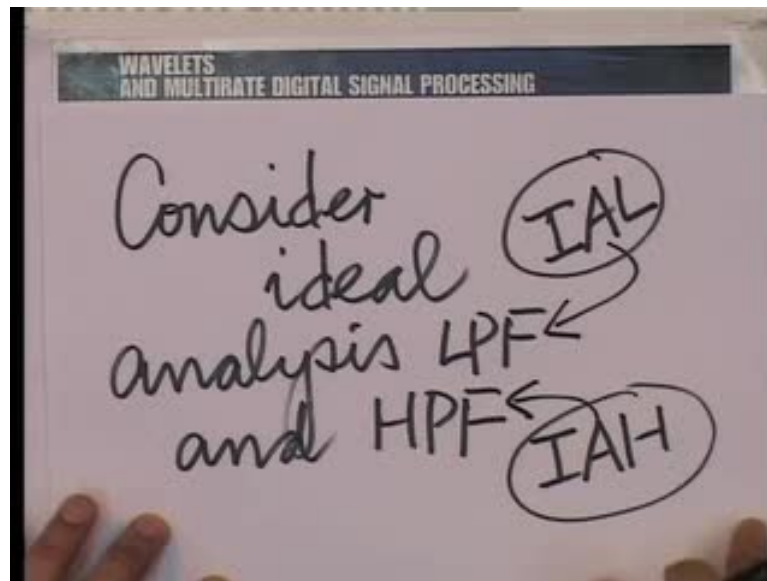 WAVELETS
AND MULTIRATE DIGITAL SIGNAL PROCESSING
Consider
IAL
ideal
analysis LPF
and HPF
IAH